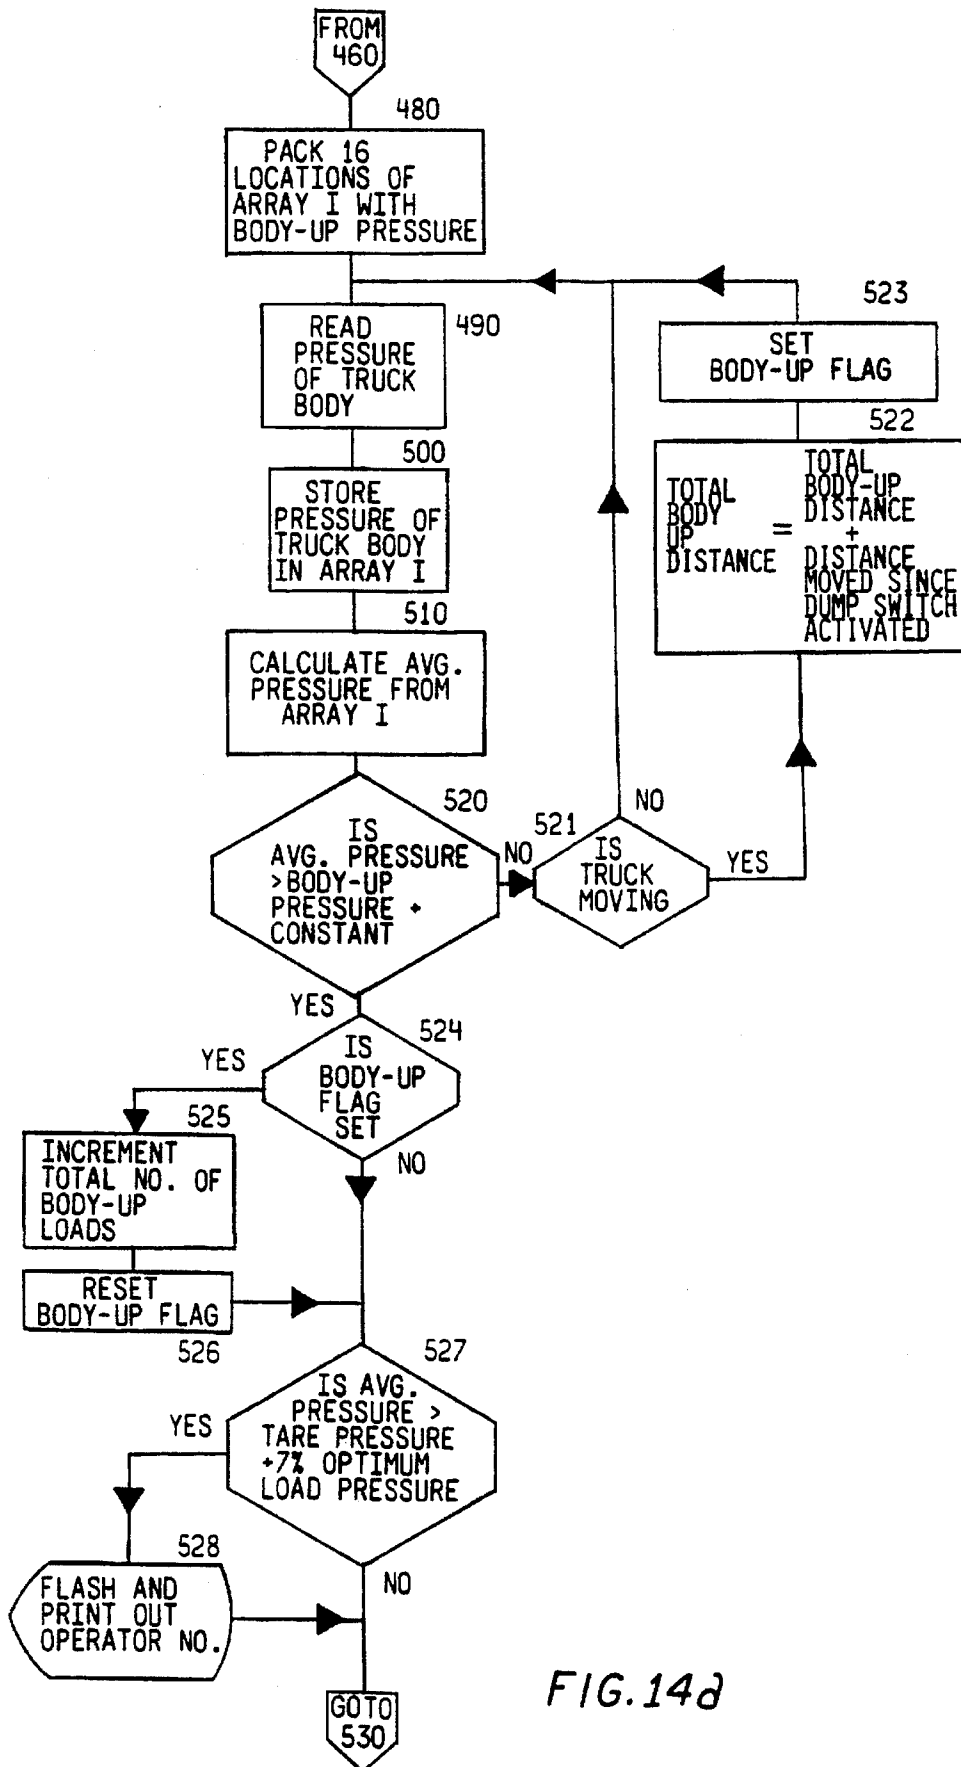 FROM
460
480
PACK 16
LOCATIONS OF
ARRAY I WITH
BODY-UP PRESSURE
523
READ
PRESSURE
OF TRUCK
BODY
490
SET
BODY-UP FLAG
522
500
STORE
PRESSURE OF
TRUCK BODY
IN ARRAY I
TOTAL
BODY
UP
DISTANCE
=
TOTAL
BODY-UP
DISTANCE
+
DISTANCE
MOVED SINCE
DUMP SWITCH
ACTIVATED
510
CALCULATE AVG.
PRESSURE FROM
ARRAY I
520
IS
AVG. PRESSURE
>BODY-UP
PRESSURE +
CONSTANT
NO
521
IS
TRUCK
MOVING
NO
YES
YES
524
IS
BODY-UP
FLAG
SET
YES
NO
525
INCREMENT
TOTAL NO. OF
BODY-UP
LOADS
RESET
BODY-UP FLAG
526
527
IS AVG.
PRESSURE >
TARE PRESSURE
+7% OPTIMUM
LOAD PRESSURE
YES
NO
528
FLASH AND
PRINT OUT
OPERATOR NO.
GOTO
530
FIG.14d